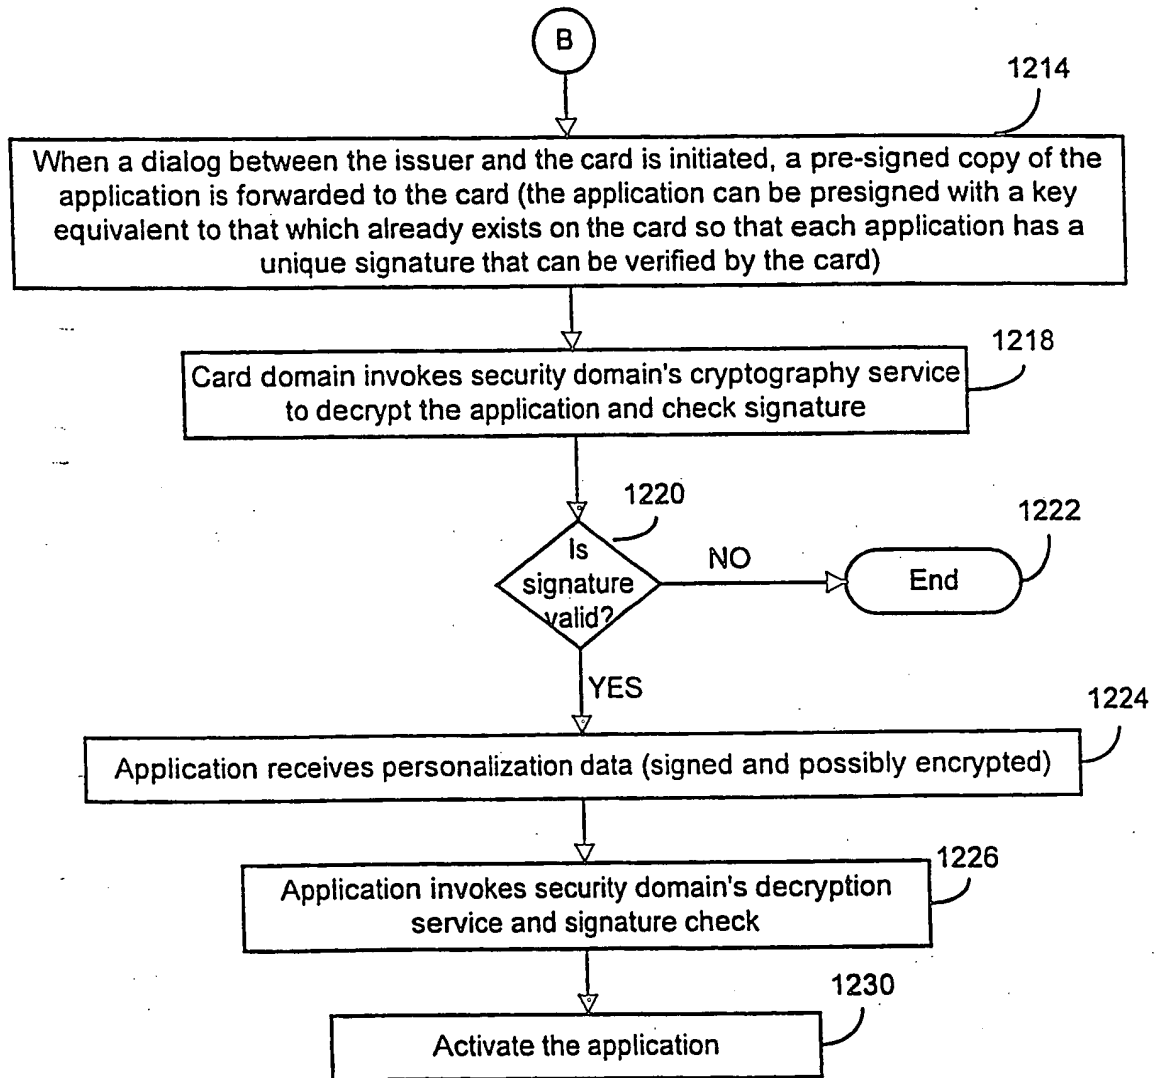 B
1214
When a dialog between the issuer and the card is initiated, a pre-signed copy of the
application is forwarded to the card (the application can be presigned with a key
equivalent to that which already exists on the card so that each application has a
unique signature that can be verified by the card)
1218
Card domain invokes security domain's cryptography service
to decrypt the application and check signature
1220
Is
signature
valid?
NO
1222
End
YES
1224
Application receives personalization data (signed and possibly encrypted)
1226
Application invokes security domain's decryption
service and signature check
1230
Activate the application